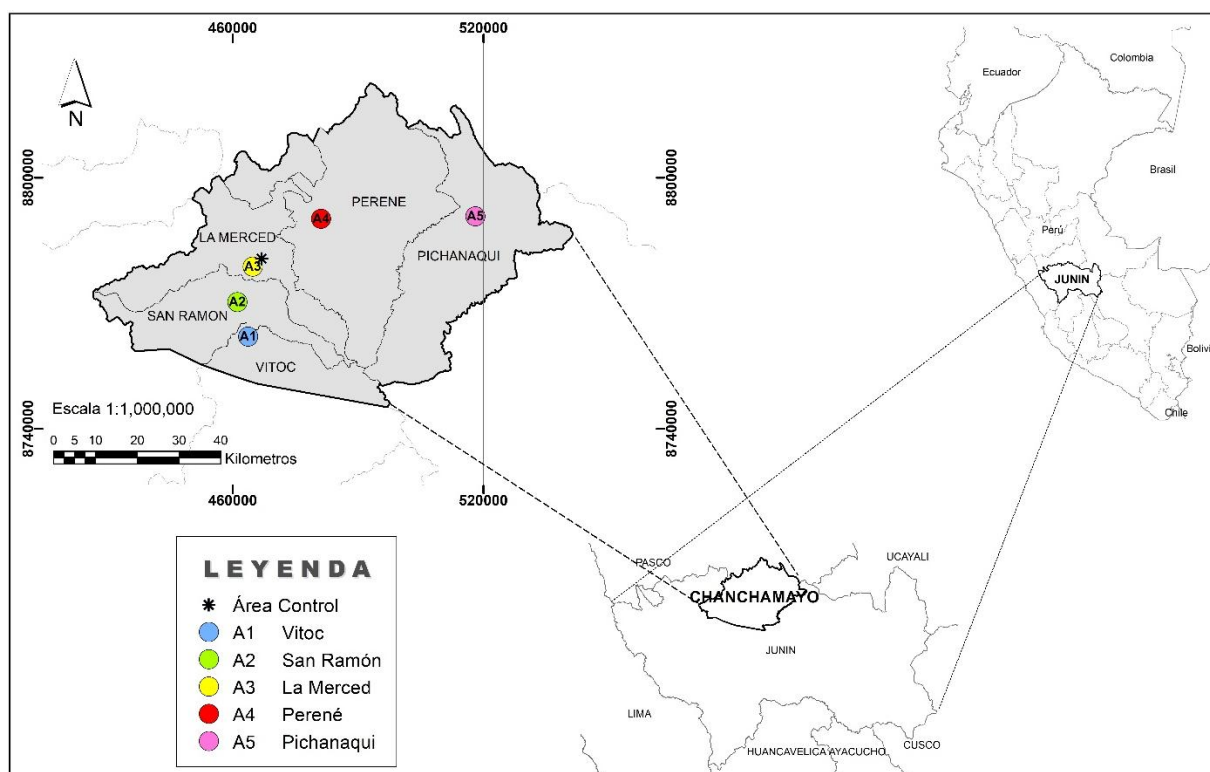 460000
520000
N
8800000
8800000
PERENE
LA MERCED
A4
A5
PICHANAQUI
A3
A2
SAN RAMON
A1
VITOC
Escala 1:1,000,000
8740000
8740000
0 5 10 20 30 40
Kilometros
460000
520000
LEYENDA
Área Control
A1 Vitoc
A2 San Ramón
A3 La Merced
A4 Perené
A5 Pichanaqui
Colombia
Ecuador
Brasil
Perú
JUNIN
Bolivi
Chile
PASCO
UCAYALI
CHANCHAMAYO
JUNIN
LIMA
CUSCO
HUANCAVELICA AYACUCHO